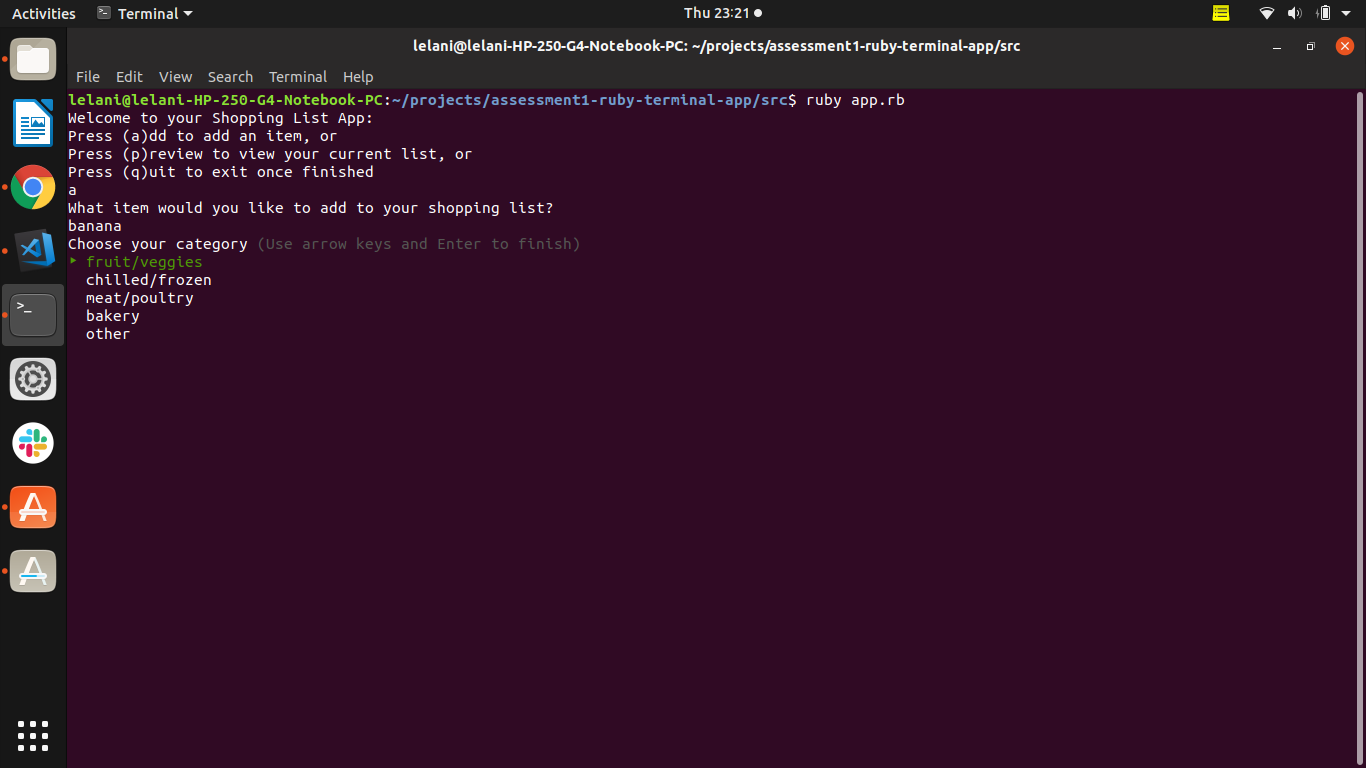 Activities Terminal Thu 23:21
lelani@lelani-HP-250-G4-Notebook-PC: ~/projects/assessment1-ruby-terminal-app/src
File Edit View Search Terminal Help
lelani@lelani-HP-250-G4-Notebook-PC:~/projects/assessment1-ruby-terminal-app/src$ ruby app.rb
Welcome to your Shopping List App:
Press (a)dd to add an item, or
Press (p)review to view your current list, or
Press (q)uit to exit once finished
a
What item would you like to add to your shopping list?
banana
Choose your category (Use arrow keys and Enter to finish)
‣ fruit/veggies
chilled/frozen
meat/poultry
bakery
other